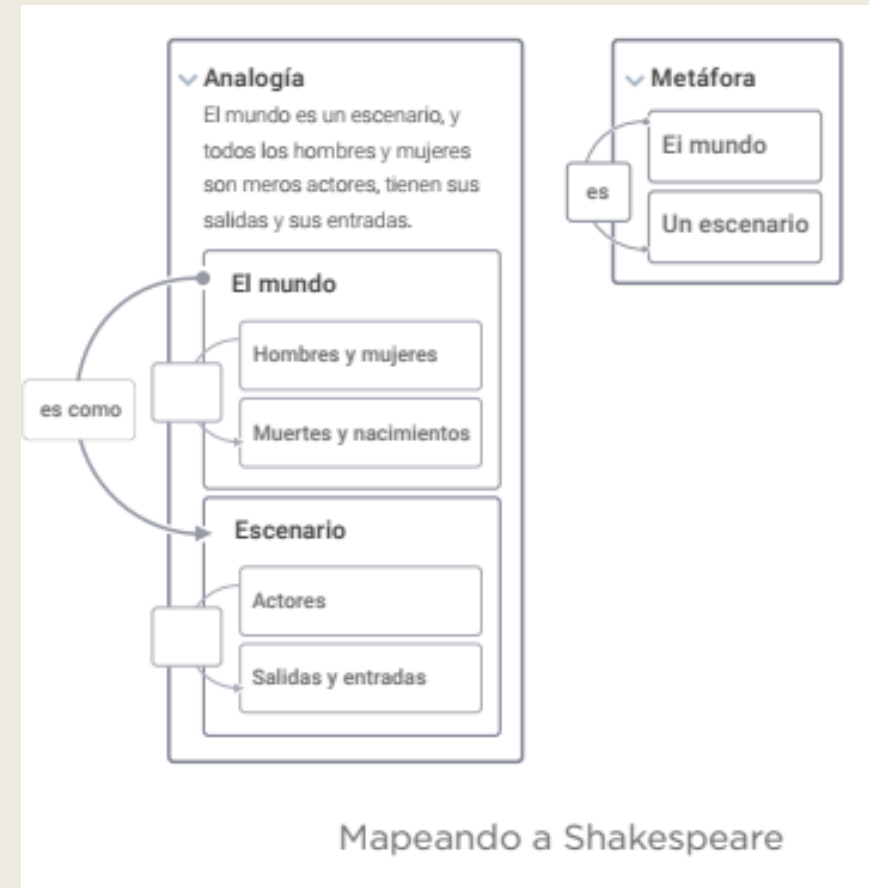 Analogía
El mundo es un escenario, y
todos los hombres y mujeres
son meros actores, tienen sus
salidas y sus entradas.
El mundo
Hombres y mujeres
es como
Muertes y nacimientos
Escenario
Actores
Salidas y entradas
Metáfora
Ei mundo
es
Un escenario
Mapeando a Shakespeare